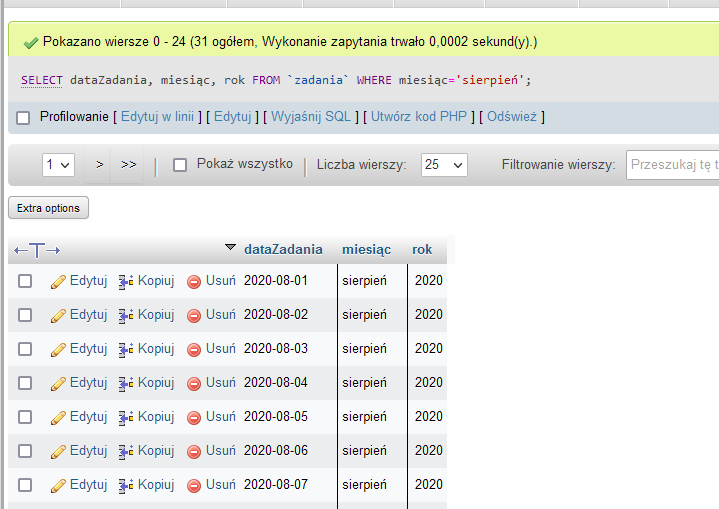 Pokazano wiersze 0 - 24 (31 ogółem, Wykonanie zapytania trwało 0,0002 sekund(y).)
SELECT dataZadania, miesiąc, rok FROM `zadania` WHERE miesiąc='sierpień';
Profilowanie [ Edytuj w linii ] [ Edytuj ] [ Wyjaśnij SQL ] [ Utwórz kod PHP ] [ Odśwież ]
1 > >> | Pokaż wszystko | Liczba wierszy: 25 Filtrowanie wierszy: Przeszukaj tę t
Extra options
←T→ dataZadania miesiąc rok
Edytuj Kopiuj Usuń 2020-08-01 sierpień 2020
Edytuj Kopiuj Usuń 2020-08-02 sierpień 2020
Edytuj Kopiuj Usuń 2020-08-03 sierpień 2020
Edytuj Kopiuj Usuń 2020-08-04 sierpień 2020
Edytuj Kopiuj Usuń 2020-08-05 sierpień 2020
Edytuj Kopiuj Usuń 2020-08-06 sierpień 2020
Edytuj Kopiuj Usuń 2020-08-07 sierpień 2020